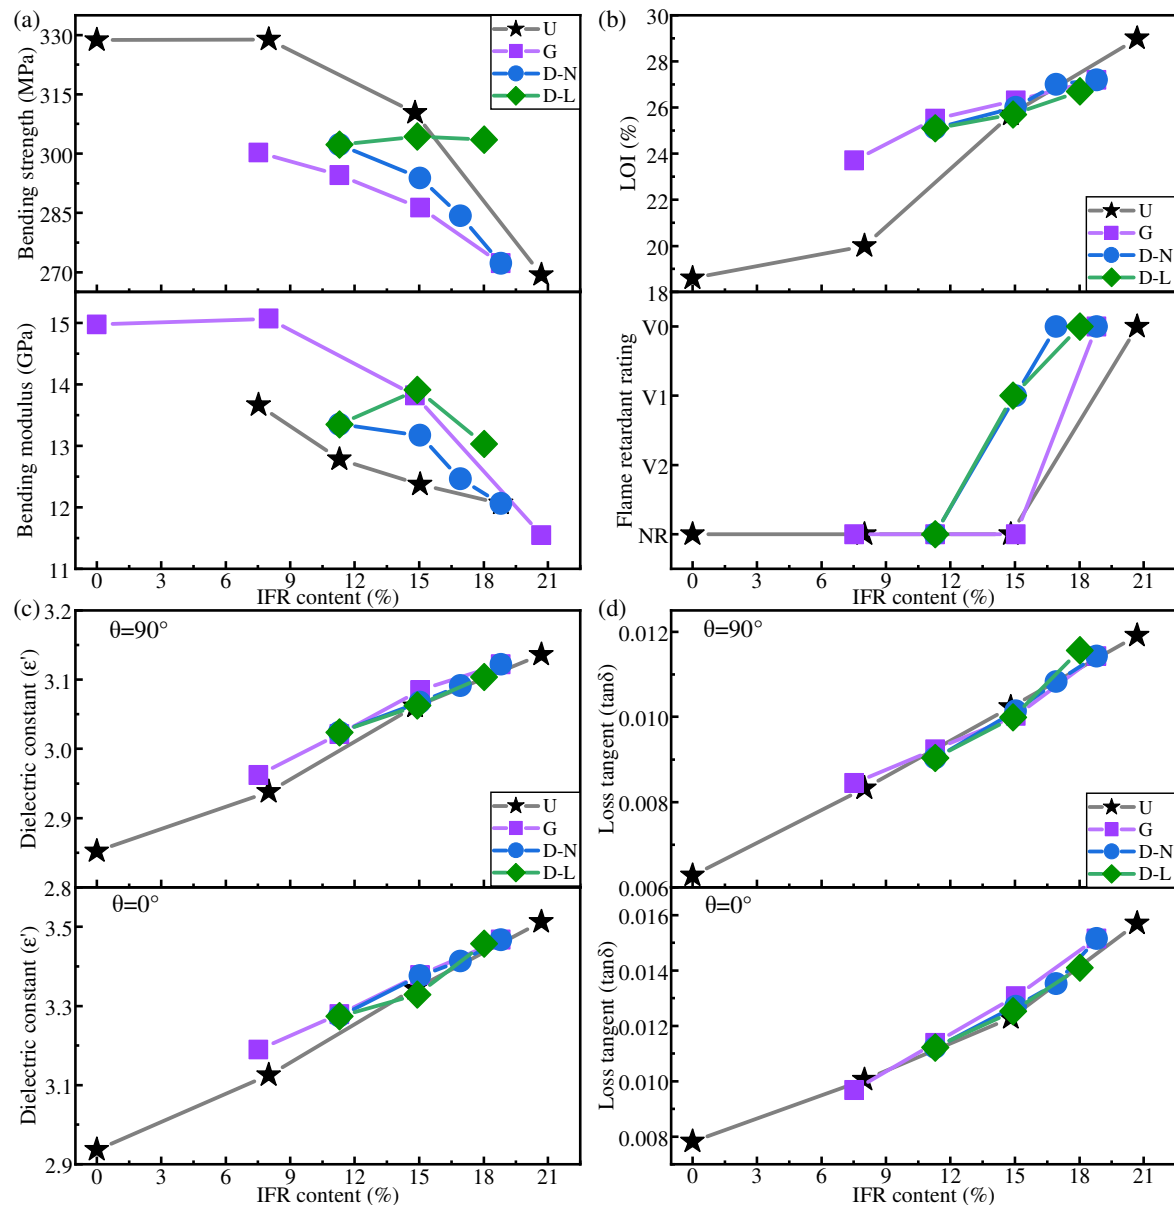 (a)
Bending strength (MPa)
330
315
300
285
270
U
G
D-N
D-L
Bending modulus (GPa)
15
14
13
12
11
0 3 6 9 12 15 18 21
IFR content (%)
(b)
LOI (%)
30
28
26
24
22
20
18
U
G
D-N
D-L
Flame retardant rating
V0
V1
V2
NR
0 3 6 9 12 15 18 21
IFR content (%)
(c)
θ=90°
Dielectric constant (ε')
3.2
3.1
3.0
2.9
2.8
U
G
D-N
D-L
θ=0°
Dielectric constant (ε')
3.5
3.3
3.1
2.9
0 3 6 9 12 15 18 21
IFR content (%)
(d)
θ=90°
Loss tangent (tanδ)
0.012
0.010
0.008
0.006
U
G
D-N
D-L
θ=0°
Loss tangent (tanδ)
0.016
0.014
0.012
0.010
0.008
0 3 6 9 12 15 18 21
IFR content (%)